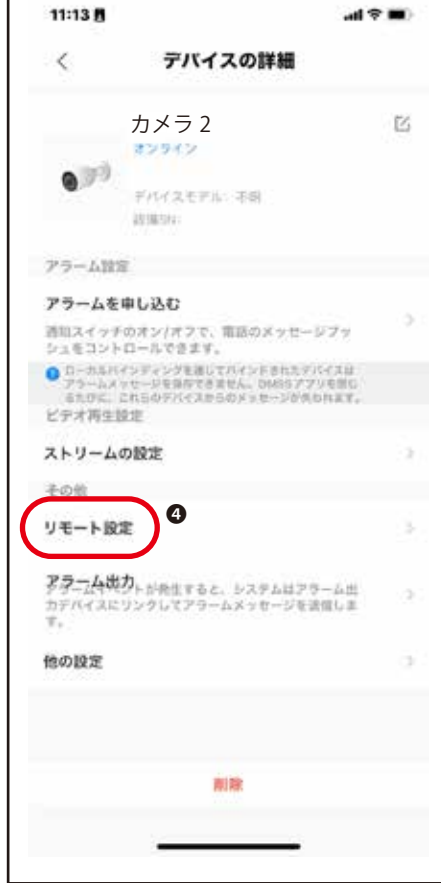 11:13
デバイスの詳細
カメラ 2
オンライン
デバイスモデル: 不明
設備SN:
アラーム設定
アラームを申し込む
通知スイッチのオン/オフで、電話のメッセージプッ
シュをコントロールできます。
ローカルバインディングを通してバインドされたデバイスは
アラームメッセージを保存できません。DMSSアプリを閉じ
るたびに、これらのデバイスからのメッセージが失われます。
ビデオ再生設定
ストリームの設定
その他
リモート設定
❹
アラーム出力
アラームイベントが発生すると、システムはアラーム出
力デバイスにリンクしてアラームメッセージを送信しま
す。
他の設定
削除